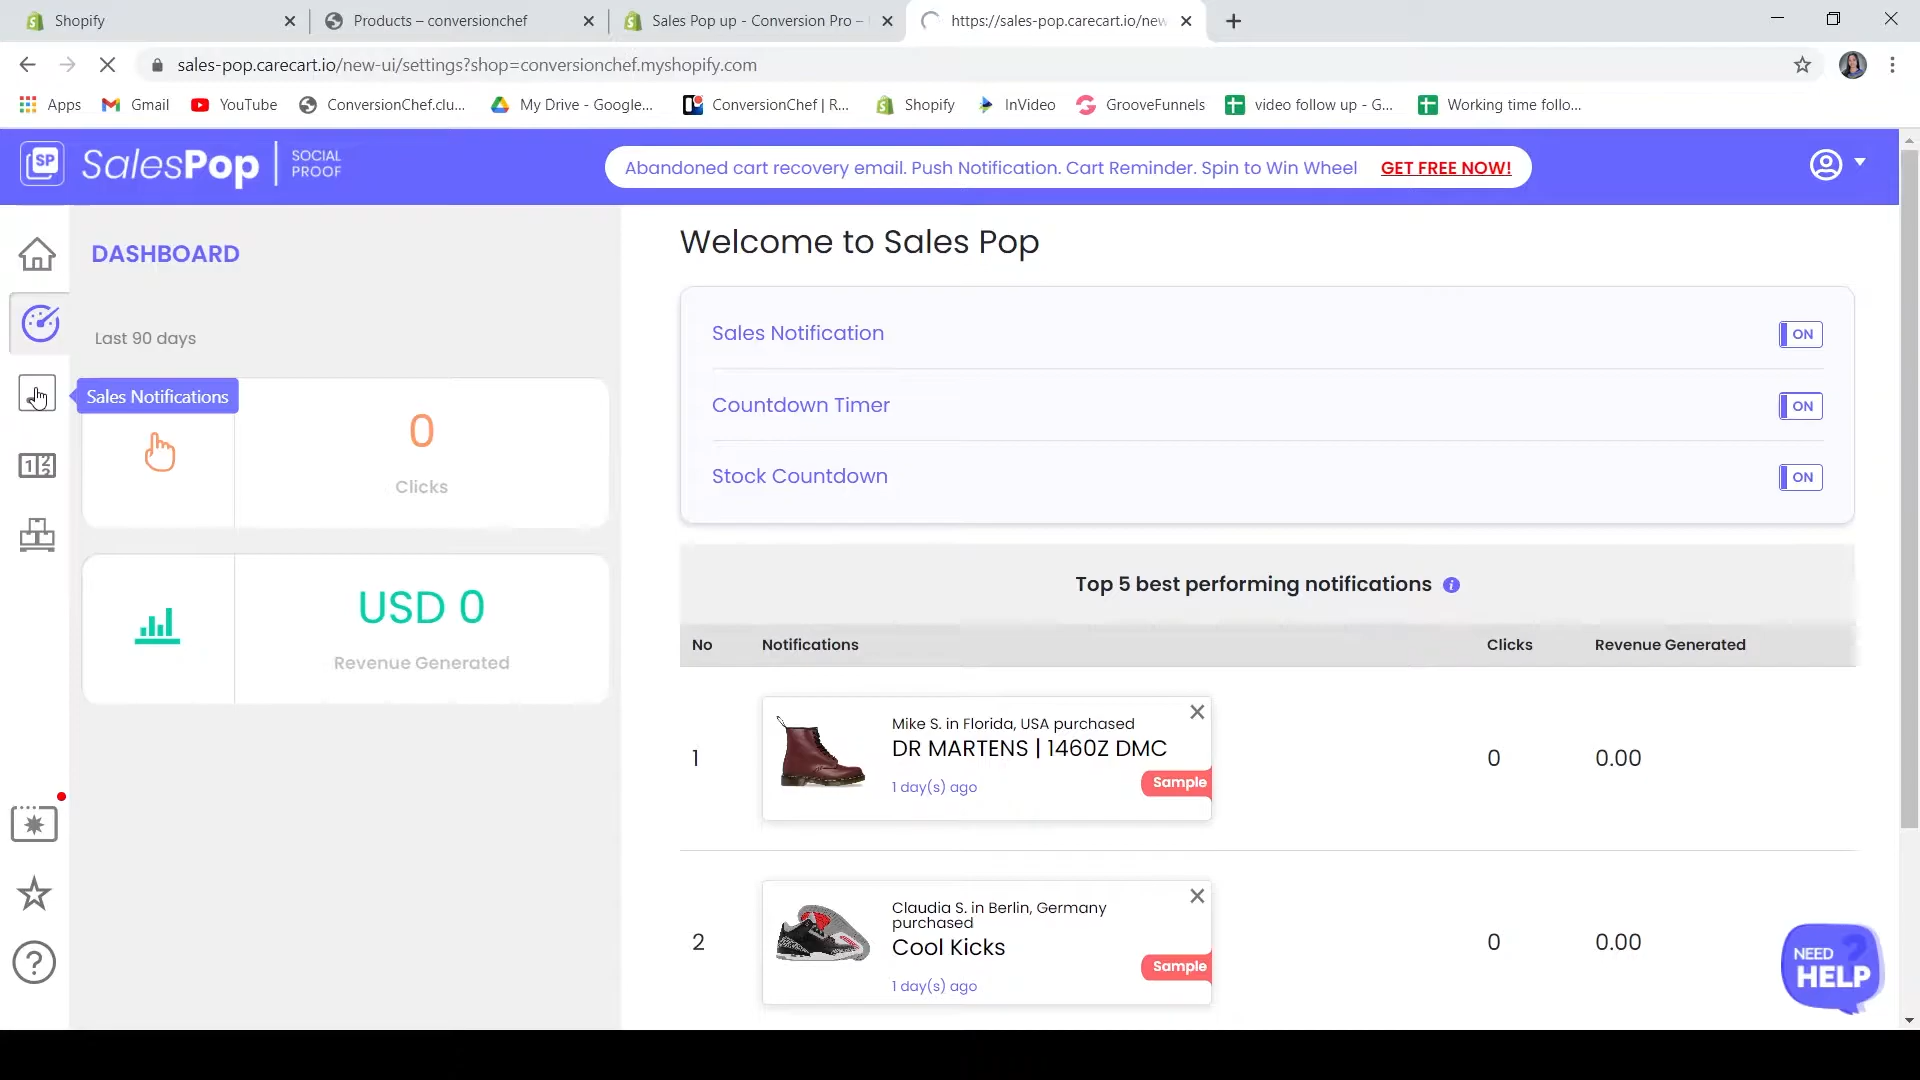 Shopify
Products – conversionchef
Sales Pop up - Conversion Pro –
https://sales-pop.carecart.io/new
sales-pop.carecart.io/new-ui/settings?shop=conversionchef.myshopify.com
Apps
Gmail
YouTube
ConversionChef.clu...
My Drive - Google...
ConversionChef | R...
Shopify
InVideo
GrooveFunnels
video follow up - G...
Working time follo...
SP
SalesPop
SOCIAL
PROOF
Abandoned cart recovery email. Push Notification. Cart Reminder. Spin to Win Wheel GET FREE NOW!
DASHBOARD
Last 90 days
Sales Notifications
0
Clicks
USD 0
Revenue Generated
Welcome to Sales Pop
Sales Notification
ON
Countdown Timer
ON
Stock Countdown
ON
Top 5 best performing notifications
No Notifications Clicks Revenue Generated
1
Mike S. in Florida, USA purchased
DR MARTENS | 1460Z DMC
1 day(s) ago
Sample
0
0.00
2
Claudia S. in Berlin, Germany
purchased
Cool Kicks
1 day(s) ago
Sample
0
0.00
NEED
HELP